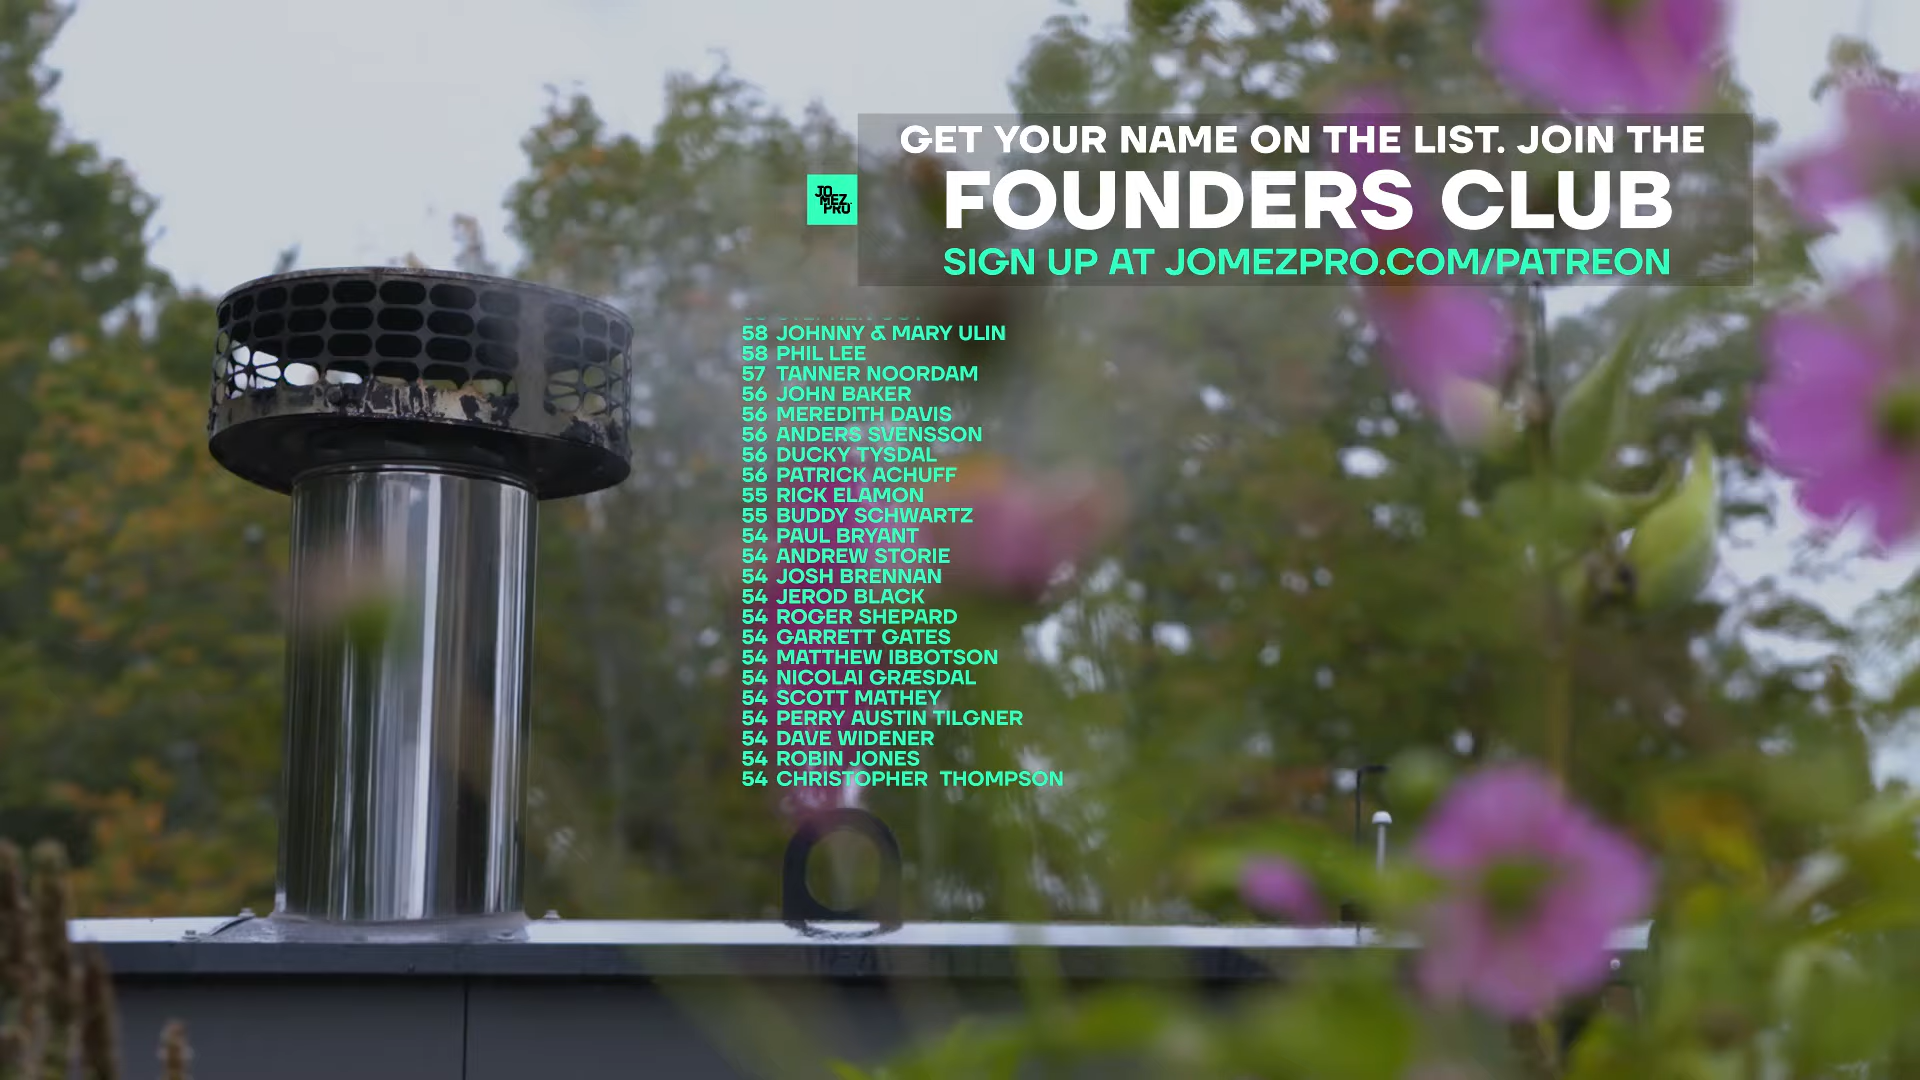 GET YOUR NAME ON THE LIST. JOIN THE
FOUNDERS CLUB
SIGN UP AT JOMEZPRO.COM/PATREON
JO
MEZ
PRO
58 JOHNNY & MARY ULIN
58 PHIL LEE
57 TANNER NOORDAM
56 JOHN BAKER
56 MEREDITH DAVIS
56 ANDERS SVENSSON
56 DUCKY TYSDAL
56 PATRICK ACHUFF
55 RICK ELAMON
55 BUDDY SCHWARTZ
54 PAUL BRYANT
54 ANDREW STORIE
54 JOSH BRENNAN
54 JEROD BLACK
54 ROGER SHEPARD
54 GARRETT GATES
54 MATTHEW IBBOTSON
54 NICOLAI GRÆSDAL
54 SCOTT MATHEY
54 PERRY AUSTIN TILGNER
54 DAVE WIDENER
54 ROBIN JONES
54 CHRISTOPHER  THOMPSON